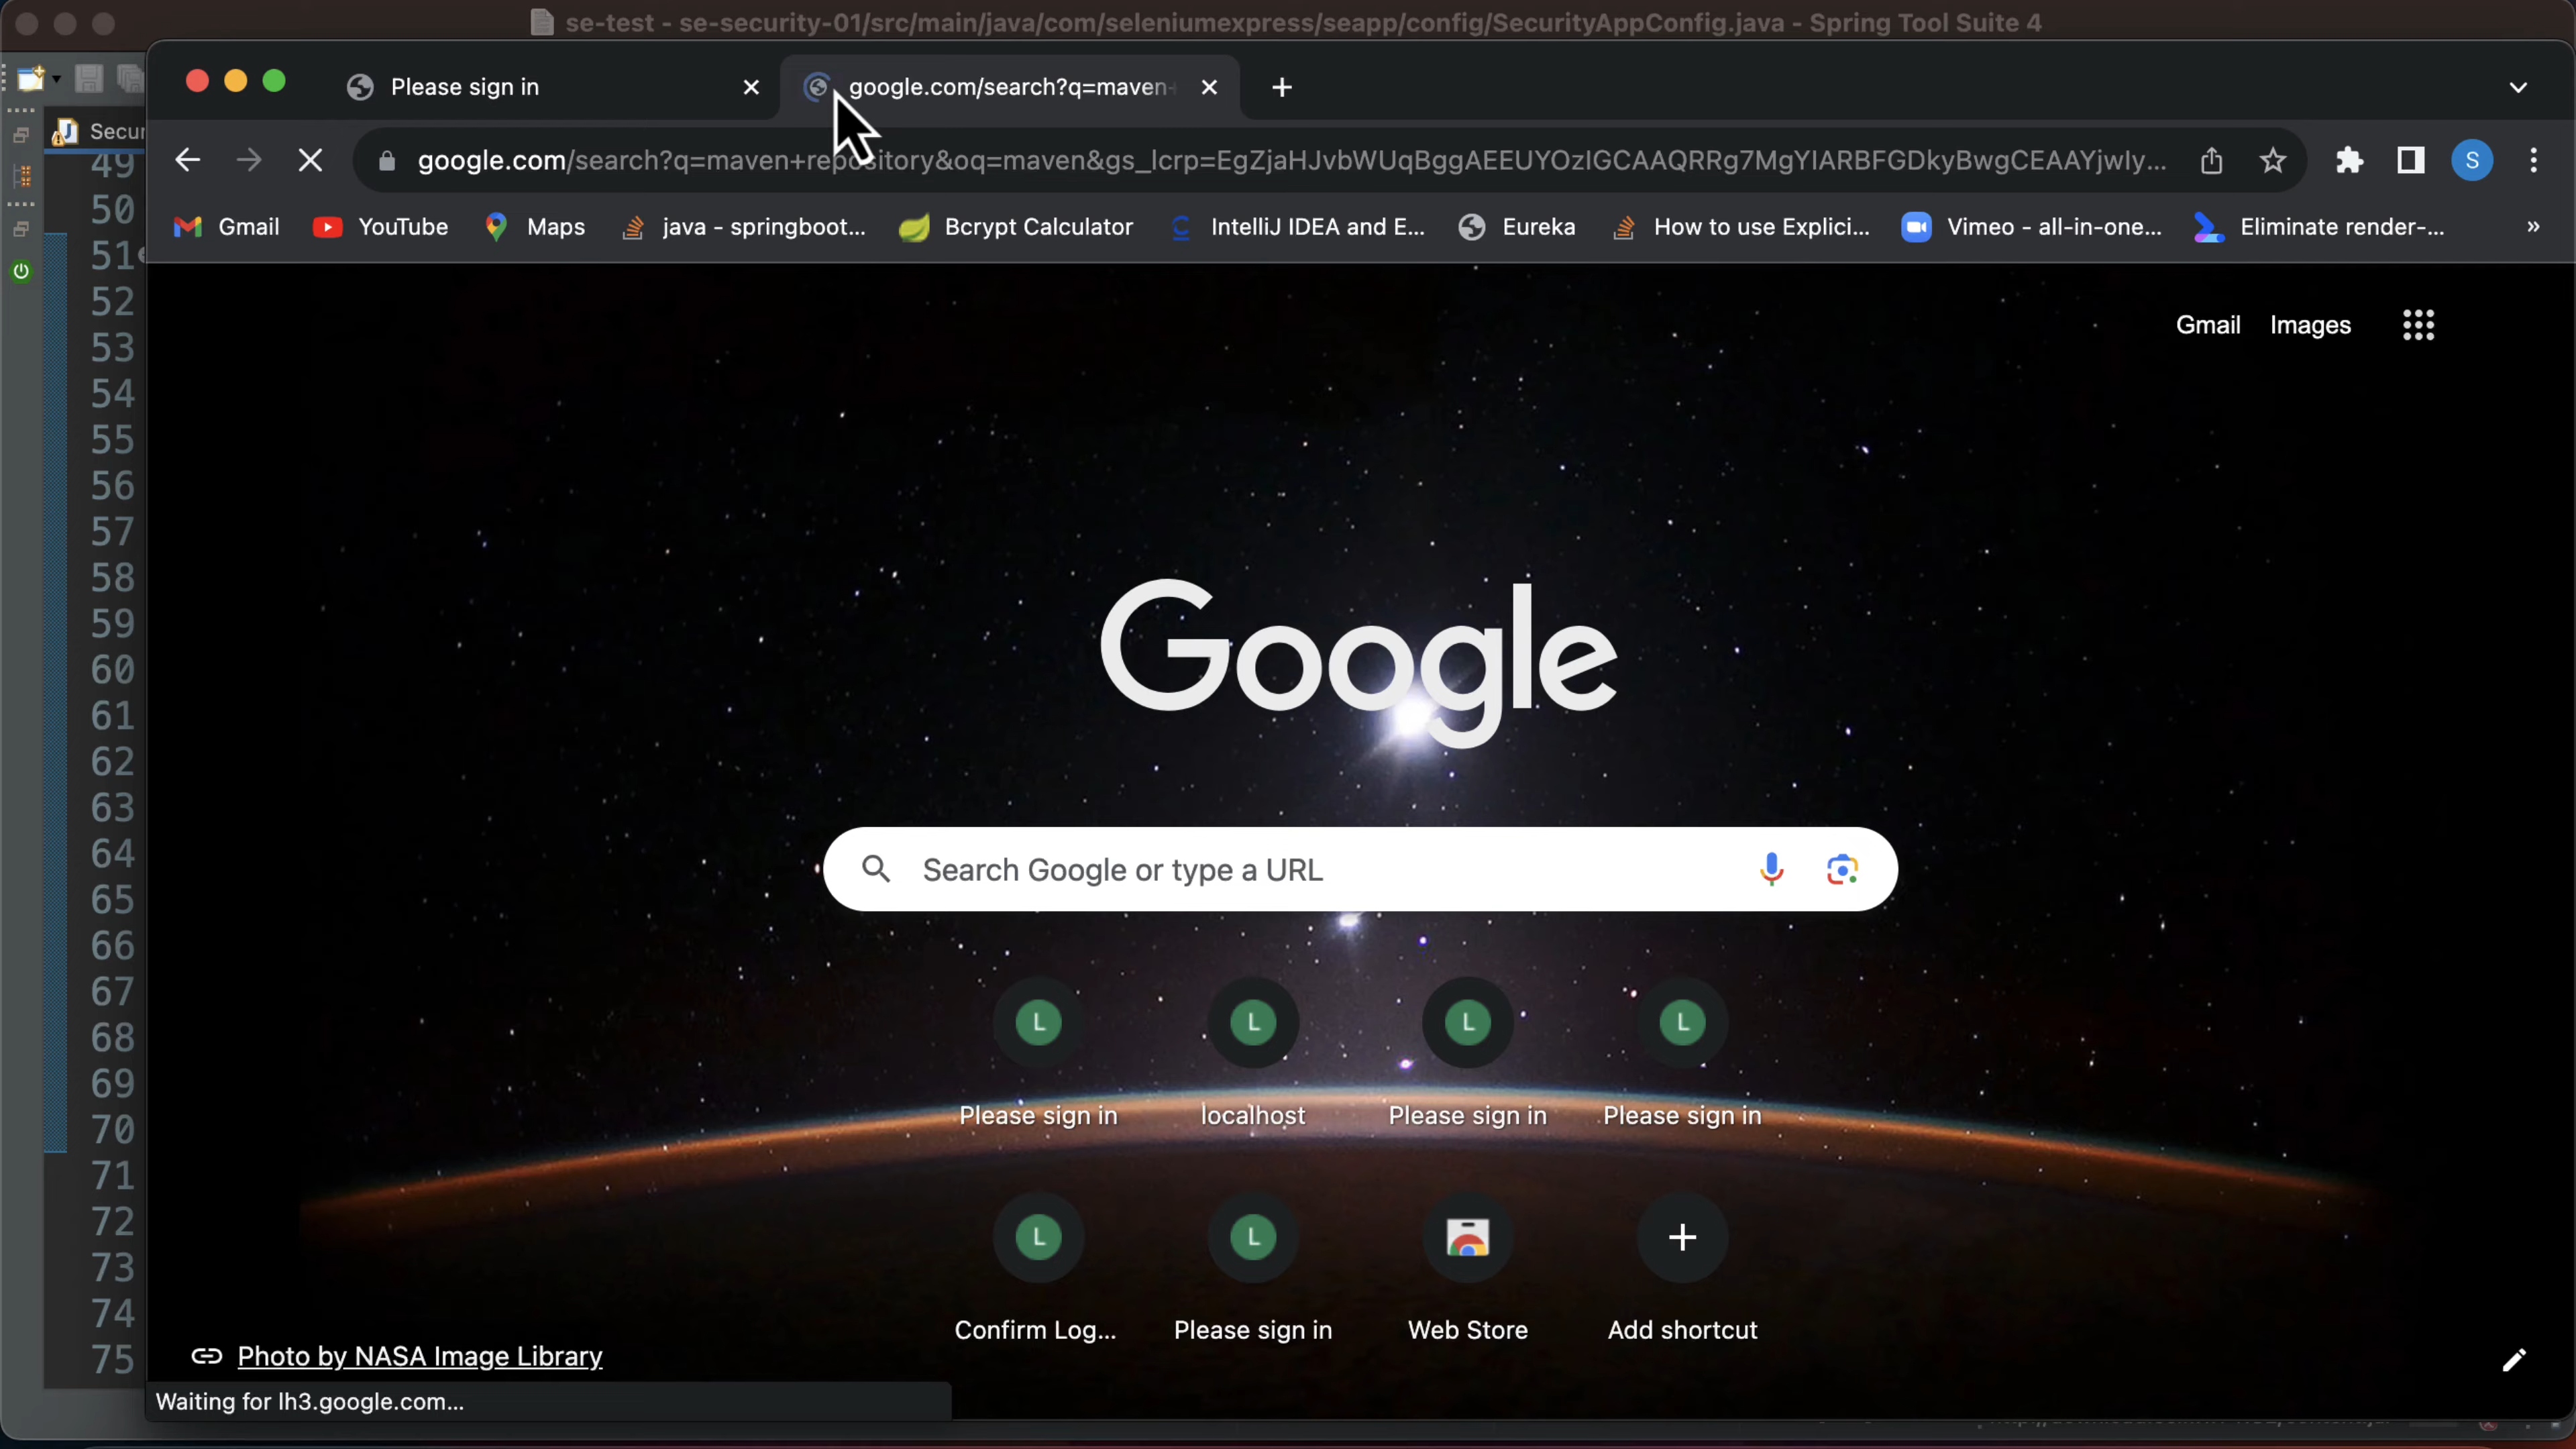 se-test - se-security-01/src/main/java/com/seleniumexpress/seapp/config/SecurityAppConfig.java - Spring Tool Suite 4
Please sign in
google.com/search?q=maven+
Secur
google.com/search?q=maven+repository&oq=maven&gs_lcrp=EgZjaHJvbWUqBggAEEUYOzIGCAAQRRg7MgYIARBFGDkyBwgCEAAYjwIy...
S
Gmail
YouTube
Maps
java - springboot...
Bcrypt Calculator
IntelliJ IDEA and E...
Eureka
How to use Explici...
Vimeo - all-in-one...
Eliminate render-...
»
49
50
51
52
53
54
55
56
57
58
59
60
61
62
63
64
65
66
67
68
69
70
71
72
73
74
75
Gmail
Images
Google
Search Google or type a URL
L
L
L
L
Please sign in
localhost
Please sign in
Please sign in
L
L
Confirm Log...
Please sign in
Web Store
Add shortcut
Photo by NASA Image Library
Waiting for lh3.google.com...